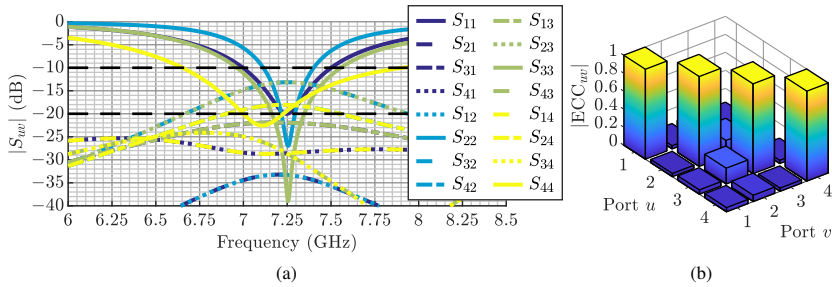 0
−5
−10
−15
−20
−25
−30
−35
−40
|S_uv| (dB)
6 6.25 6.5 6.75 7 7.25 7.5 7.75 8 8.25 8.5
Frequency (GHz)
S11 S13
S21 S23
S31 S33
S41 S43
S12 S14
S22 S24
S32 S34
S42 S44
(a)
1
0.8
0.6
0.4
0.2
0
|ECC_uv|
1 2 3 4
Port u
1 2 3 4
Port v
(b)